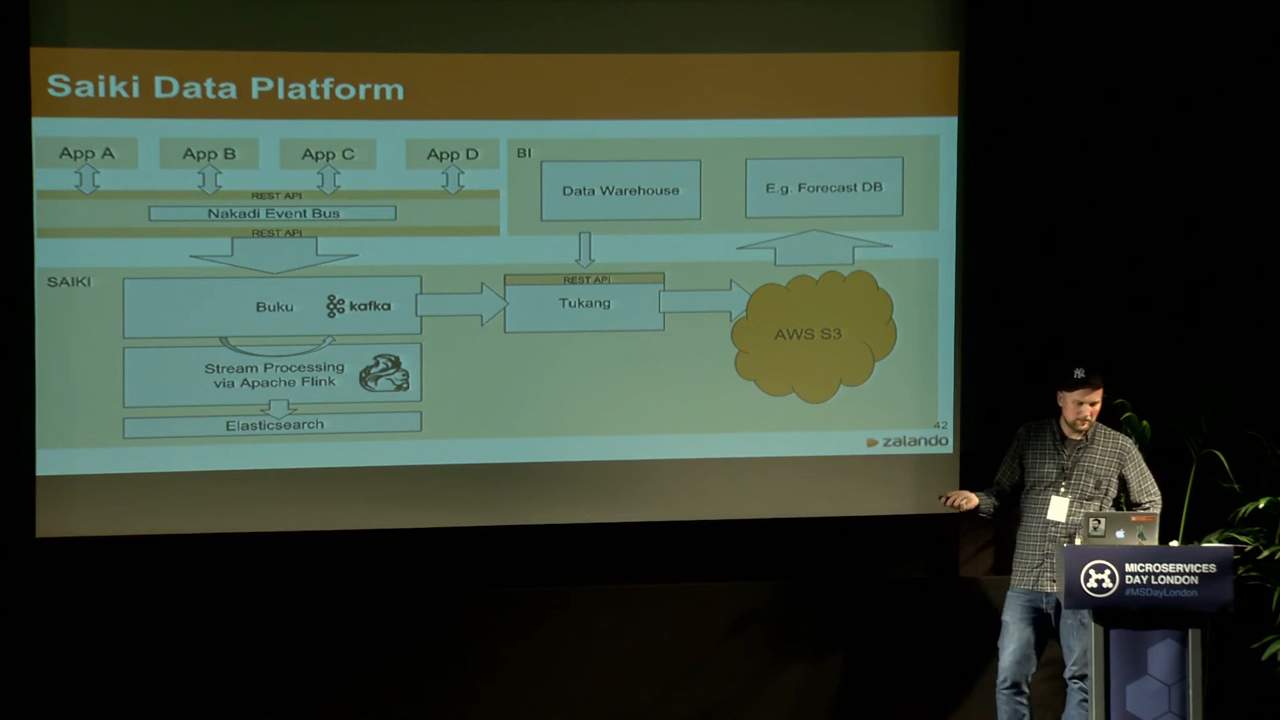 Saiki Data Platform
App A
App B
App C
App D
REST API
Nakadi Event Bus
REST API
BI
Data Warehouse
E.g. Forecast DB
SAIKI
Buku
kafka
REST API
Tukang
AWS S3
Stream Processing
via Apache Flink
Elasticsearch
42
zalando
MICROSERVICES
DAY LONDON
#MSDayLondon